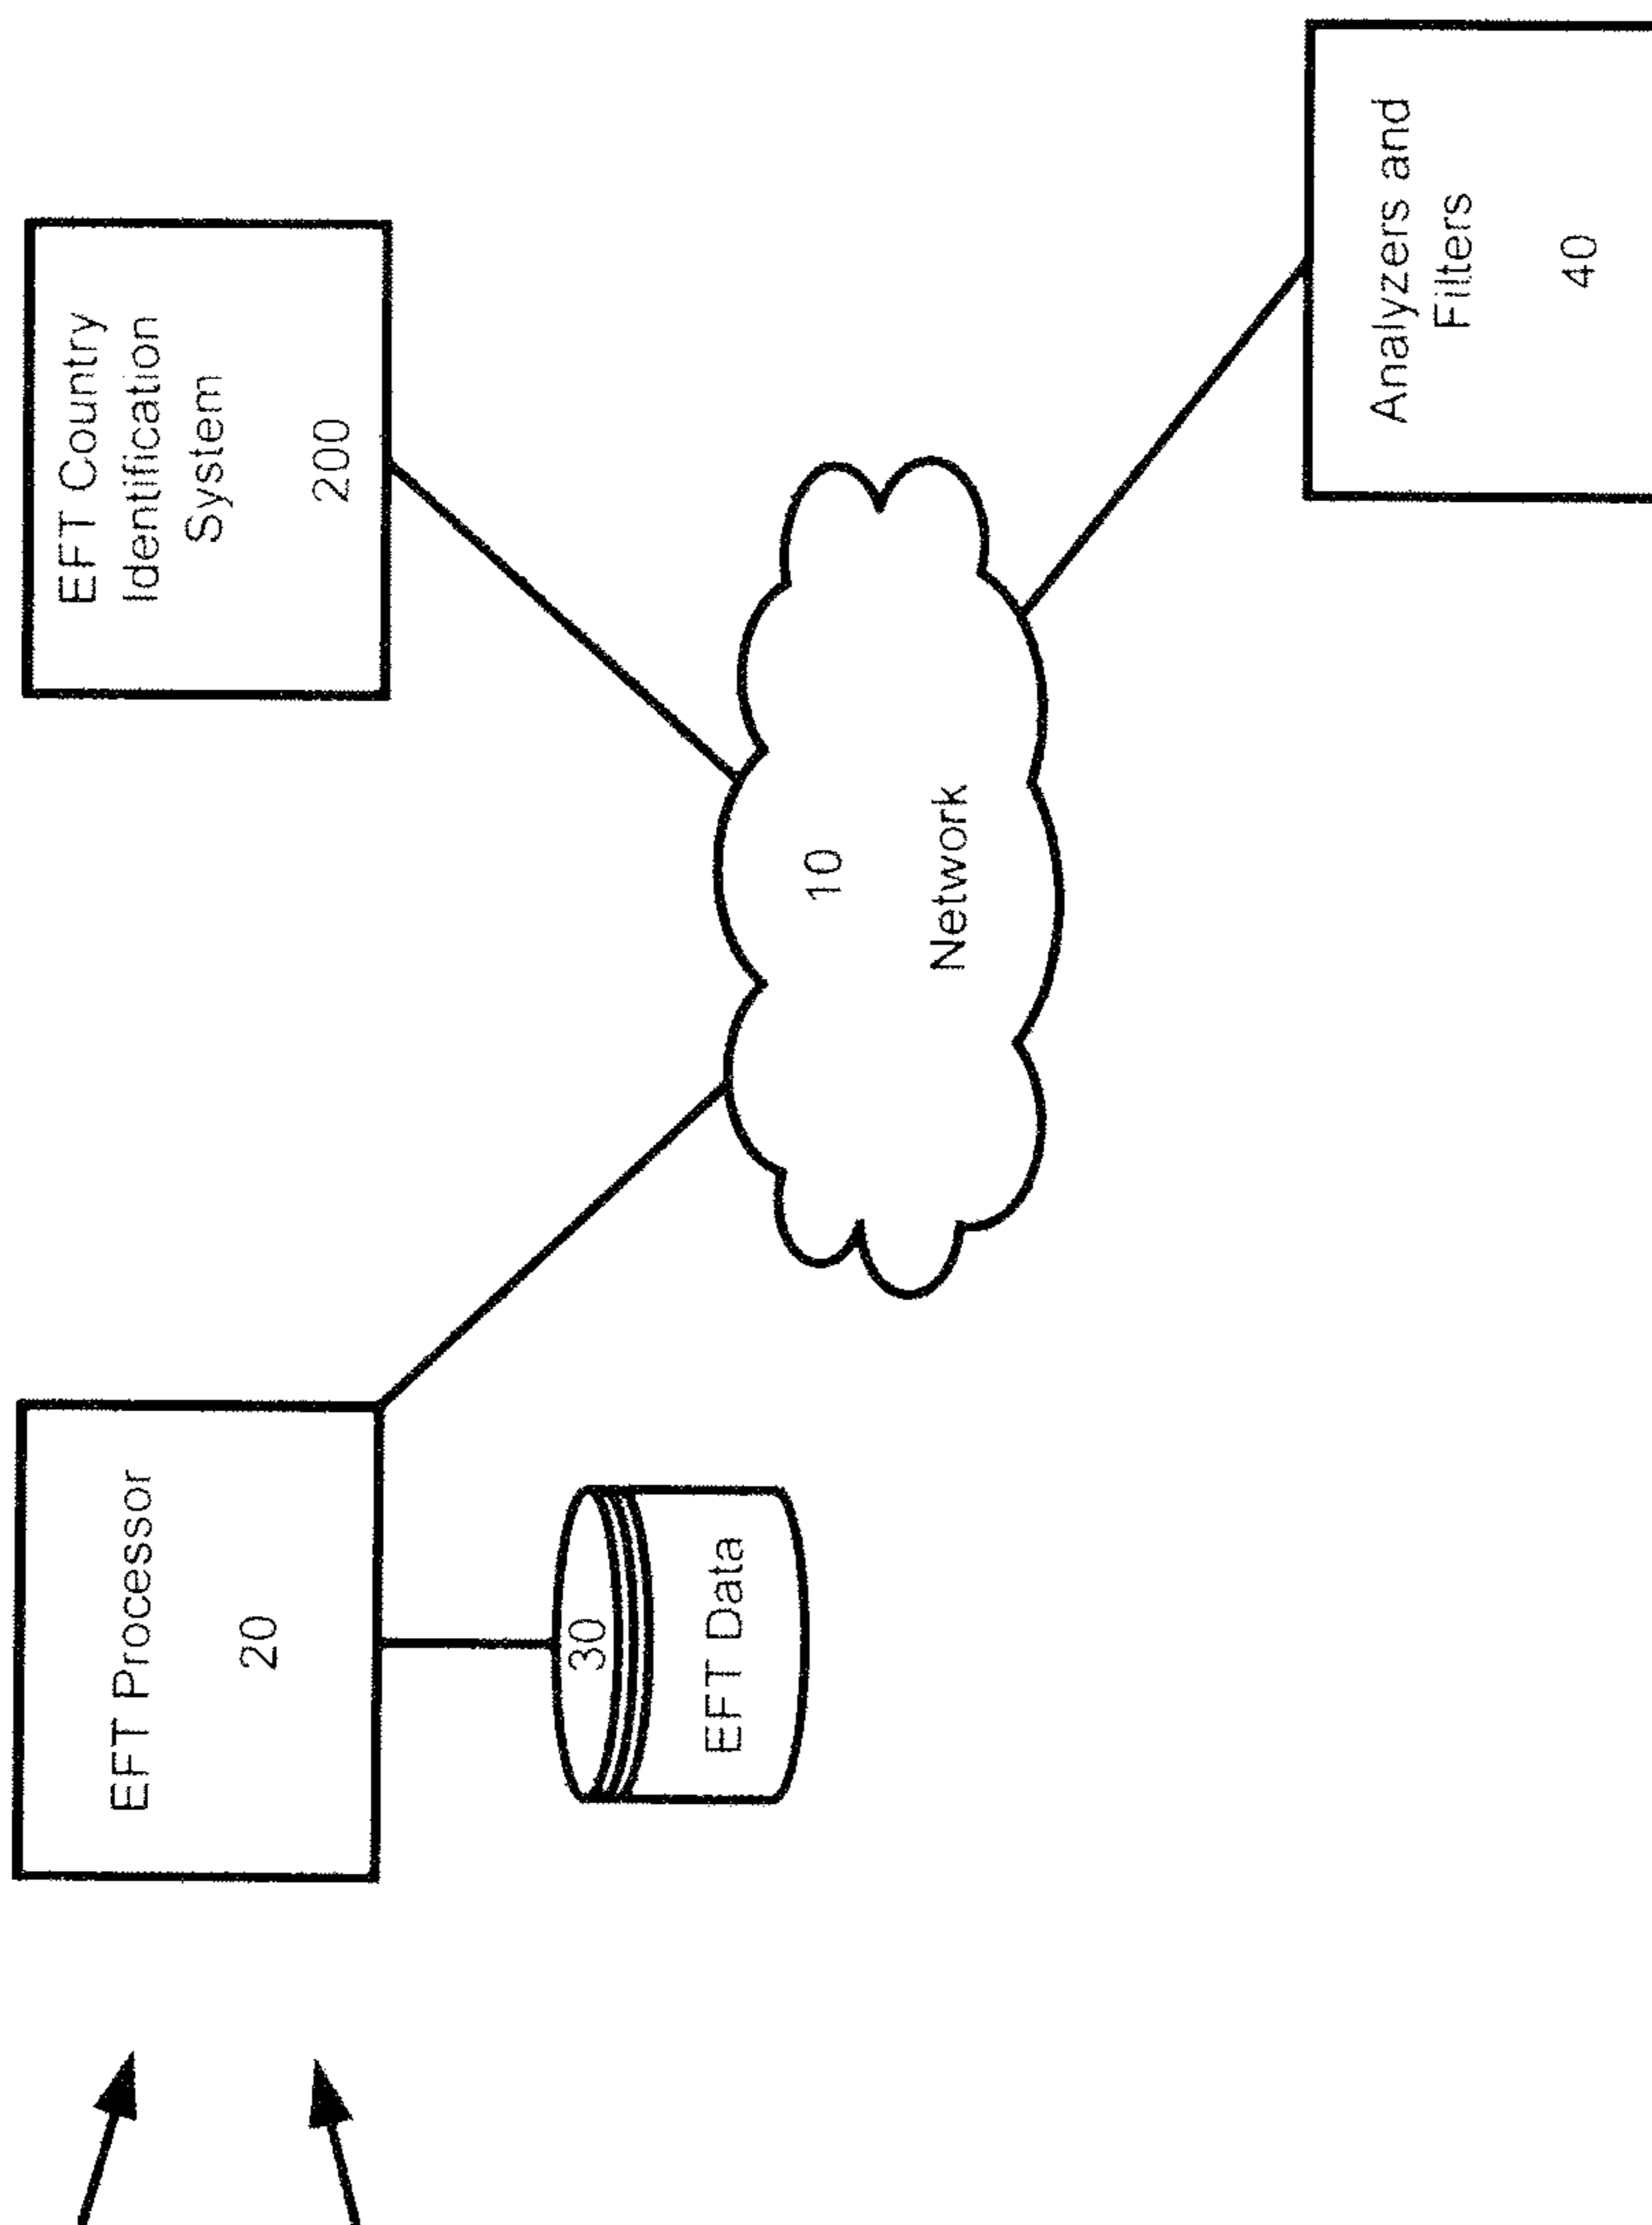 EFT Processor
20
30
EFT Data
EFT Country
Identification
System
200
10
Network
Analyzers and
Filters
40